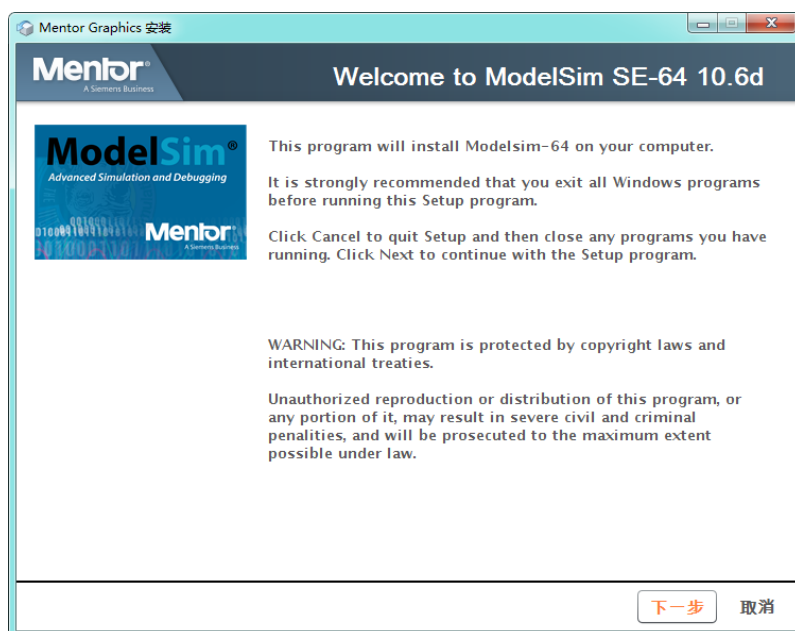 Mentor Graphics 安装
Mentor®
A Siemens Business
Welcome to ModelSim SE-64 10.6d
ModelSim®
Advanced Simulation and Debugging
Mentor
A Siemens Business
This program will install Modelsim-64 on your computer.
It is strongly recommended that you exit all Windows programs
before running this Setup program.
Click Cancel to quit Setup and then close any programs you have
running. Click Next to continue with the Setup program.
WARNING: This program is protected by copyright laws and
international treaties.
Unauthorized reproduction or distribution of this program, or
any portion of it, may result in severe civil and criminal
penalities, and will be prosecuted to the maximum extent
possible under law.
下一步 取消